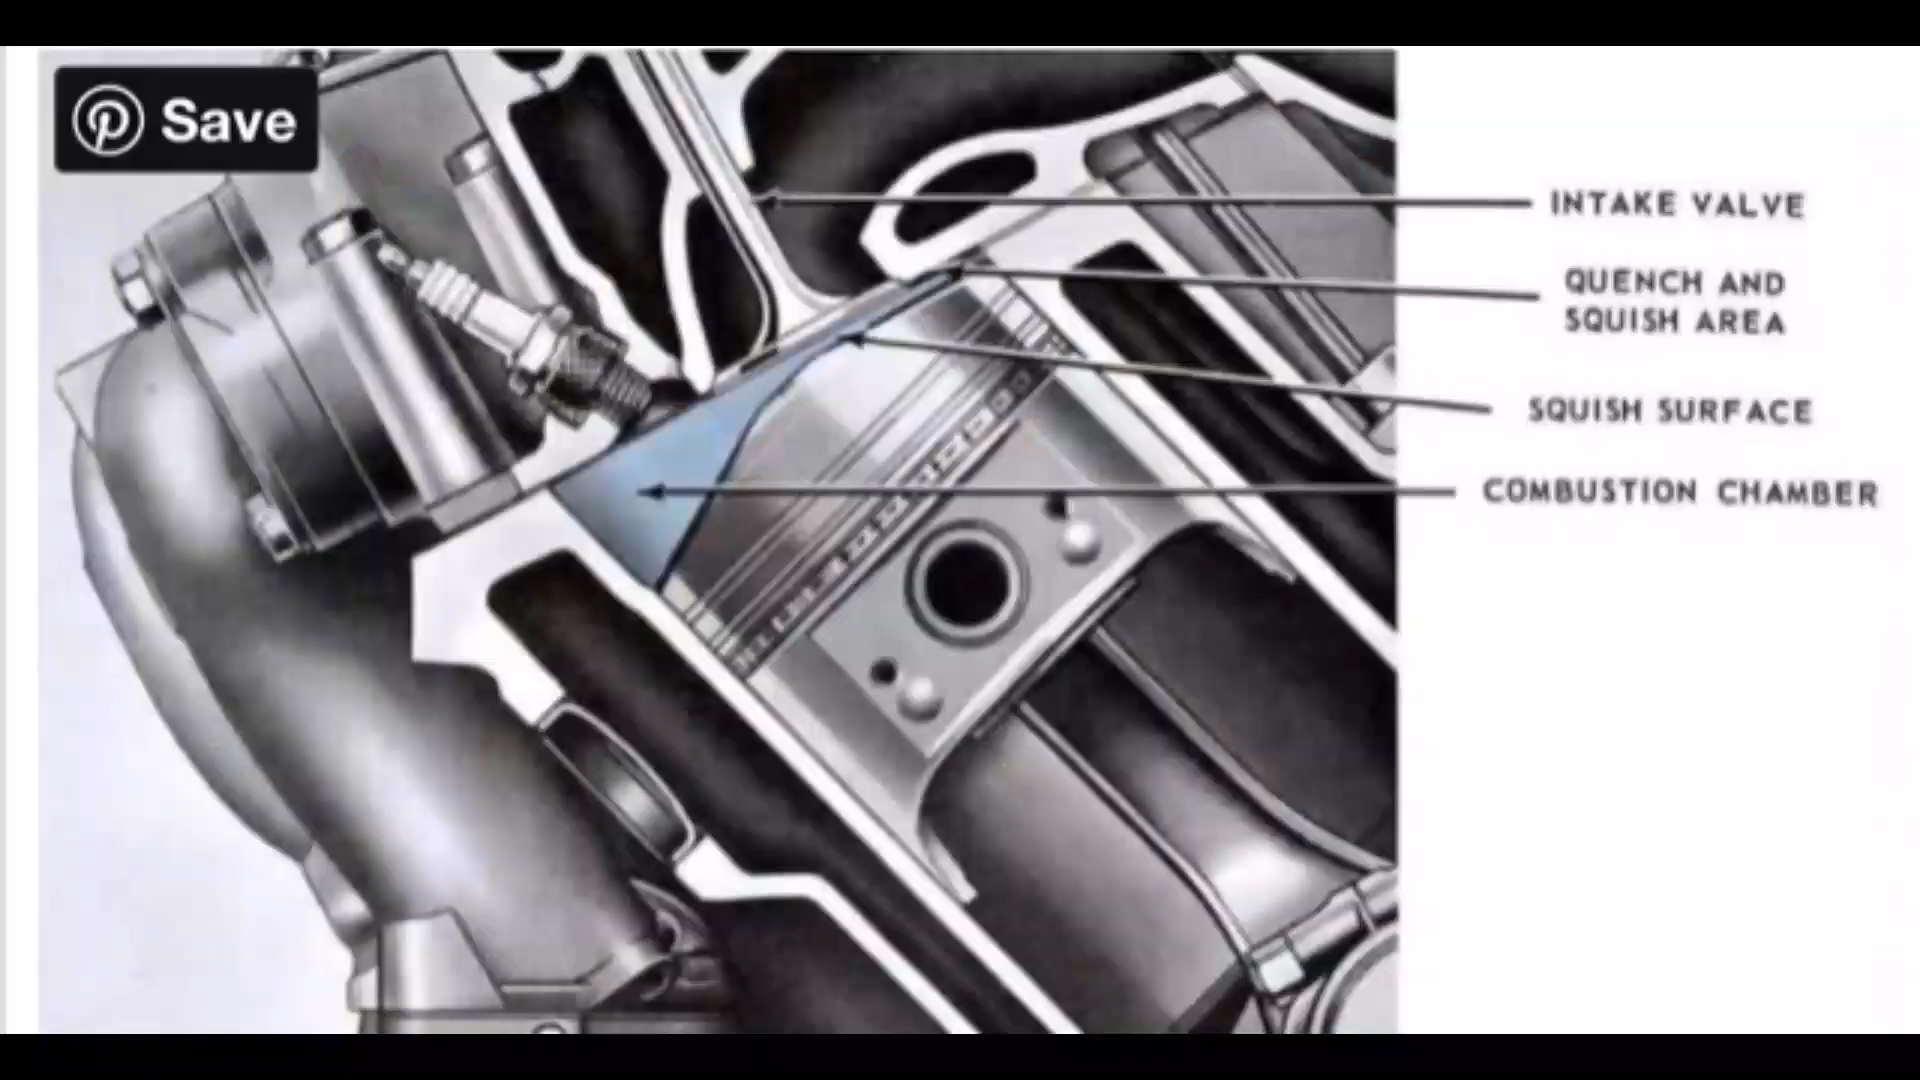 Save
INTAKE VALVE
QUENCH AND
SQUISH AREA
SQUISH SURFACE
COMBUSTION CHAMBER